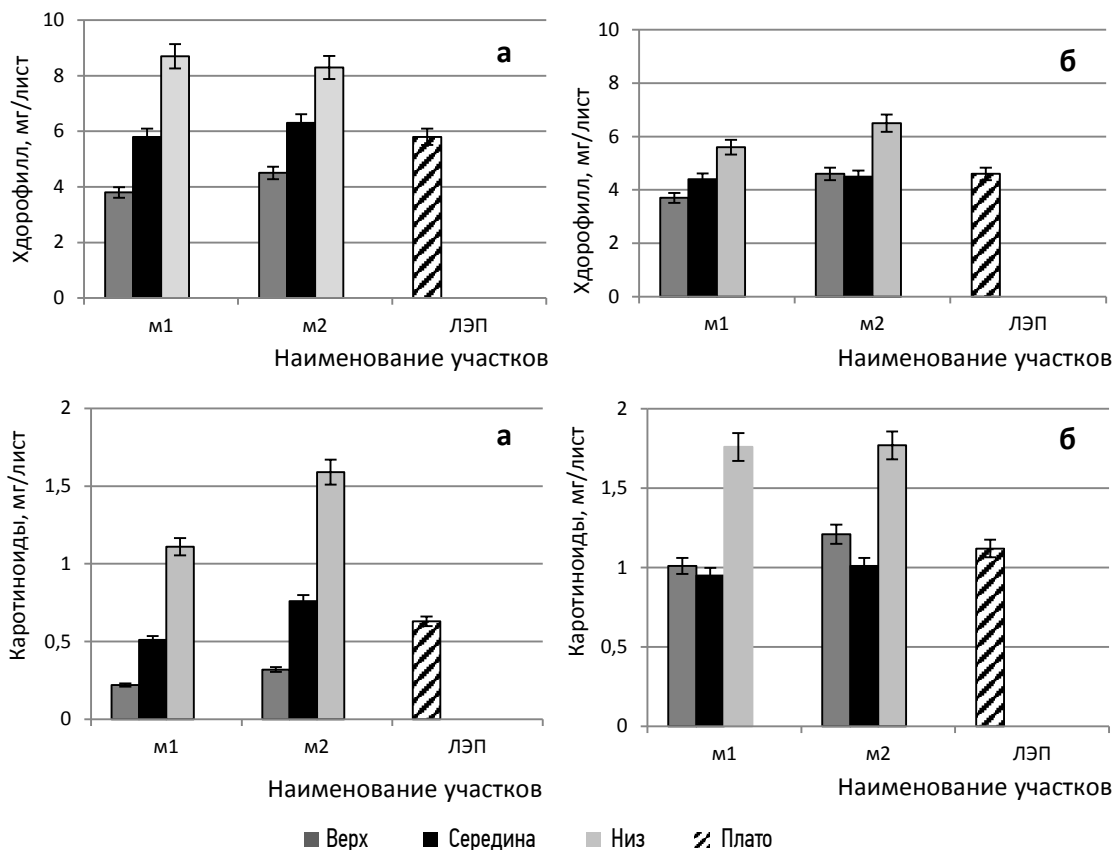 а
Хдорофилл, мг/лист
10
8
6
4
2
0
м1 м2 ЛЭП
Наименование участков
б
Хдорофилл, мг/лист
10
8
6
4
2
0
м1 м2 ЛЭП
Наименование участков
а
Каротиноиды, мг/лист
2
1,5
1
0,5
0
м1 м2 ЛЭП
Наименование участков
б
Каротиноиды, мг/лист
2
1,5
1
0,5
0
м1 м2 ЛЭП
Наименование участков
Верх Середина Низ Плато